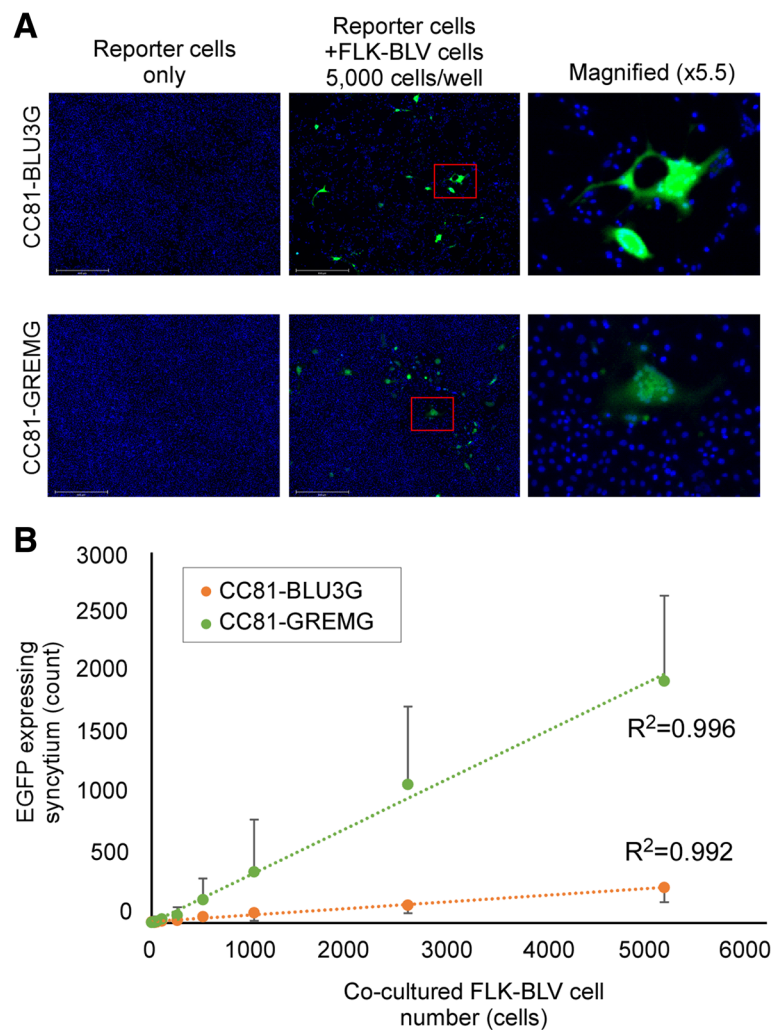 A
Reporter cells
only
Reporter cells
+FLK-BLV cells
5,000 cells/well
Magnified (x5.5)
CC81-BLU3G
CC81-GREMG
B
EGFP expressing
syncytium (count)
3000
2500
2000
1500
1000
500
0
CC81-BLU3G
CC81-GREMG
R²=0.996
R²=0.992
0 1000 2000 3000 4000 5000 6000
Co-cultured FLK-BLV cell
number (cells)